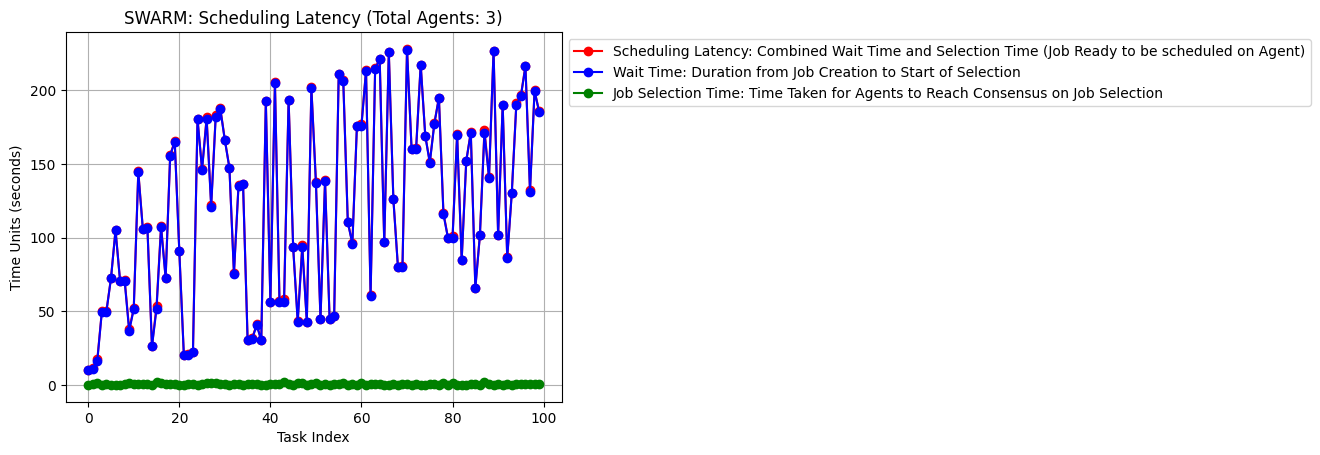 SWARM: Scheduling Latency (Total Agents: 3)
Scheduling Latency: Combined Wait Time and Selection Time (Job Ready to be scheduled on Agent)
Wait Time: Duration from Job Creation to Start of Selection
Job Selection Time: Time Taken for Agents to Reach Consensus on Job Selection
Time Units (seconds)
200
150
100
50
0
0 20 40 60 80 100
Task Index